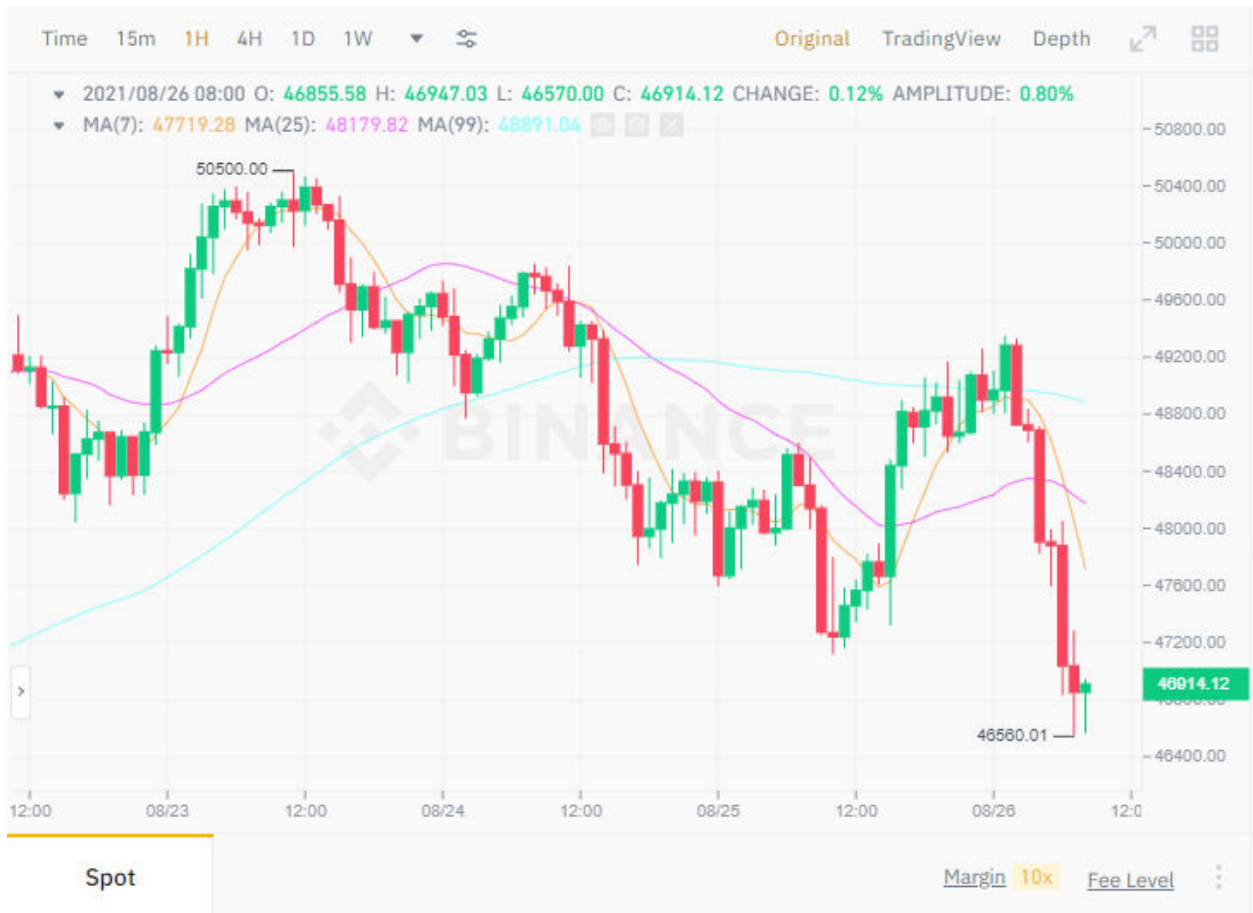 Time 15m 1H 4H 1D 1W Original TradingView Depth
2021/08/26 08:00 O: 46855.58 H: 46947.03 L: 46570.00 C: 46914.12 CHANGE: 0.12% AMPLITUDE: 0.80%
MA(7): 47719.28 MA(25): 48179.82 MA(99): 48891.04
50800.00
50500.00
50400.00
50000.00
49600.00
49200.00
48800.00
BINANCE
48400.00
48000.00
47600.00
47200.00
46914.12
46560.01
46400.00
12:00 08/23 12:00 08/24 12:00 08/25 12:00 08/26
Spot Margin 10x Fee Level